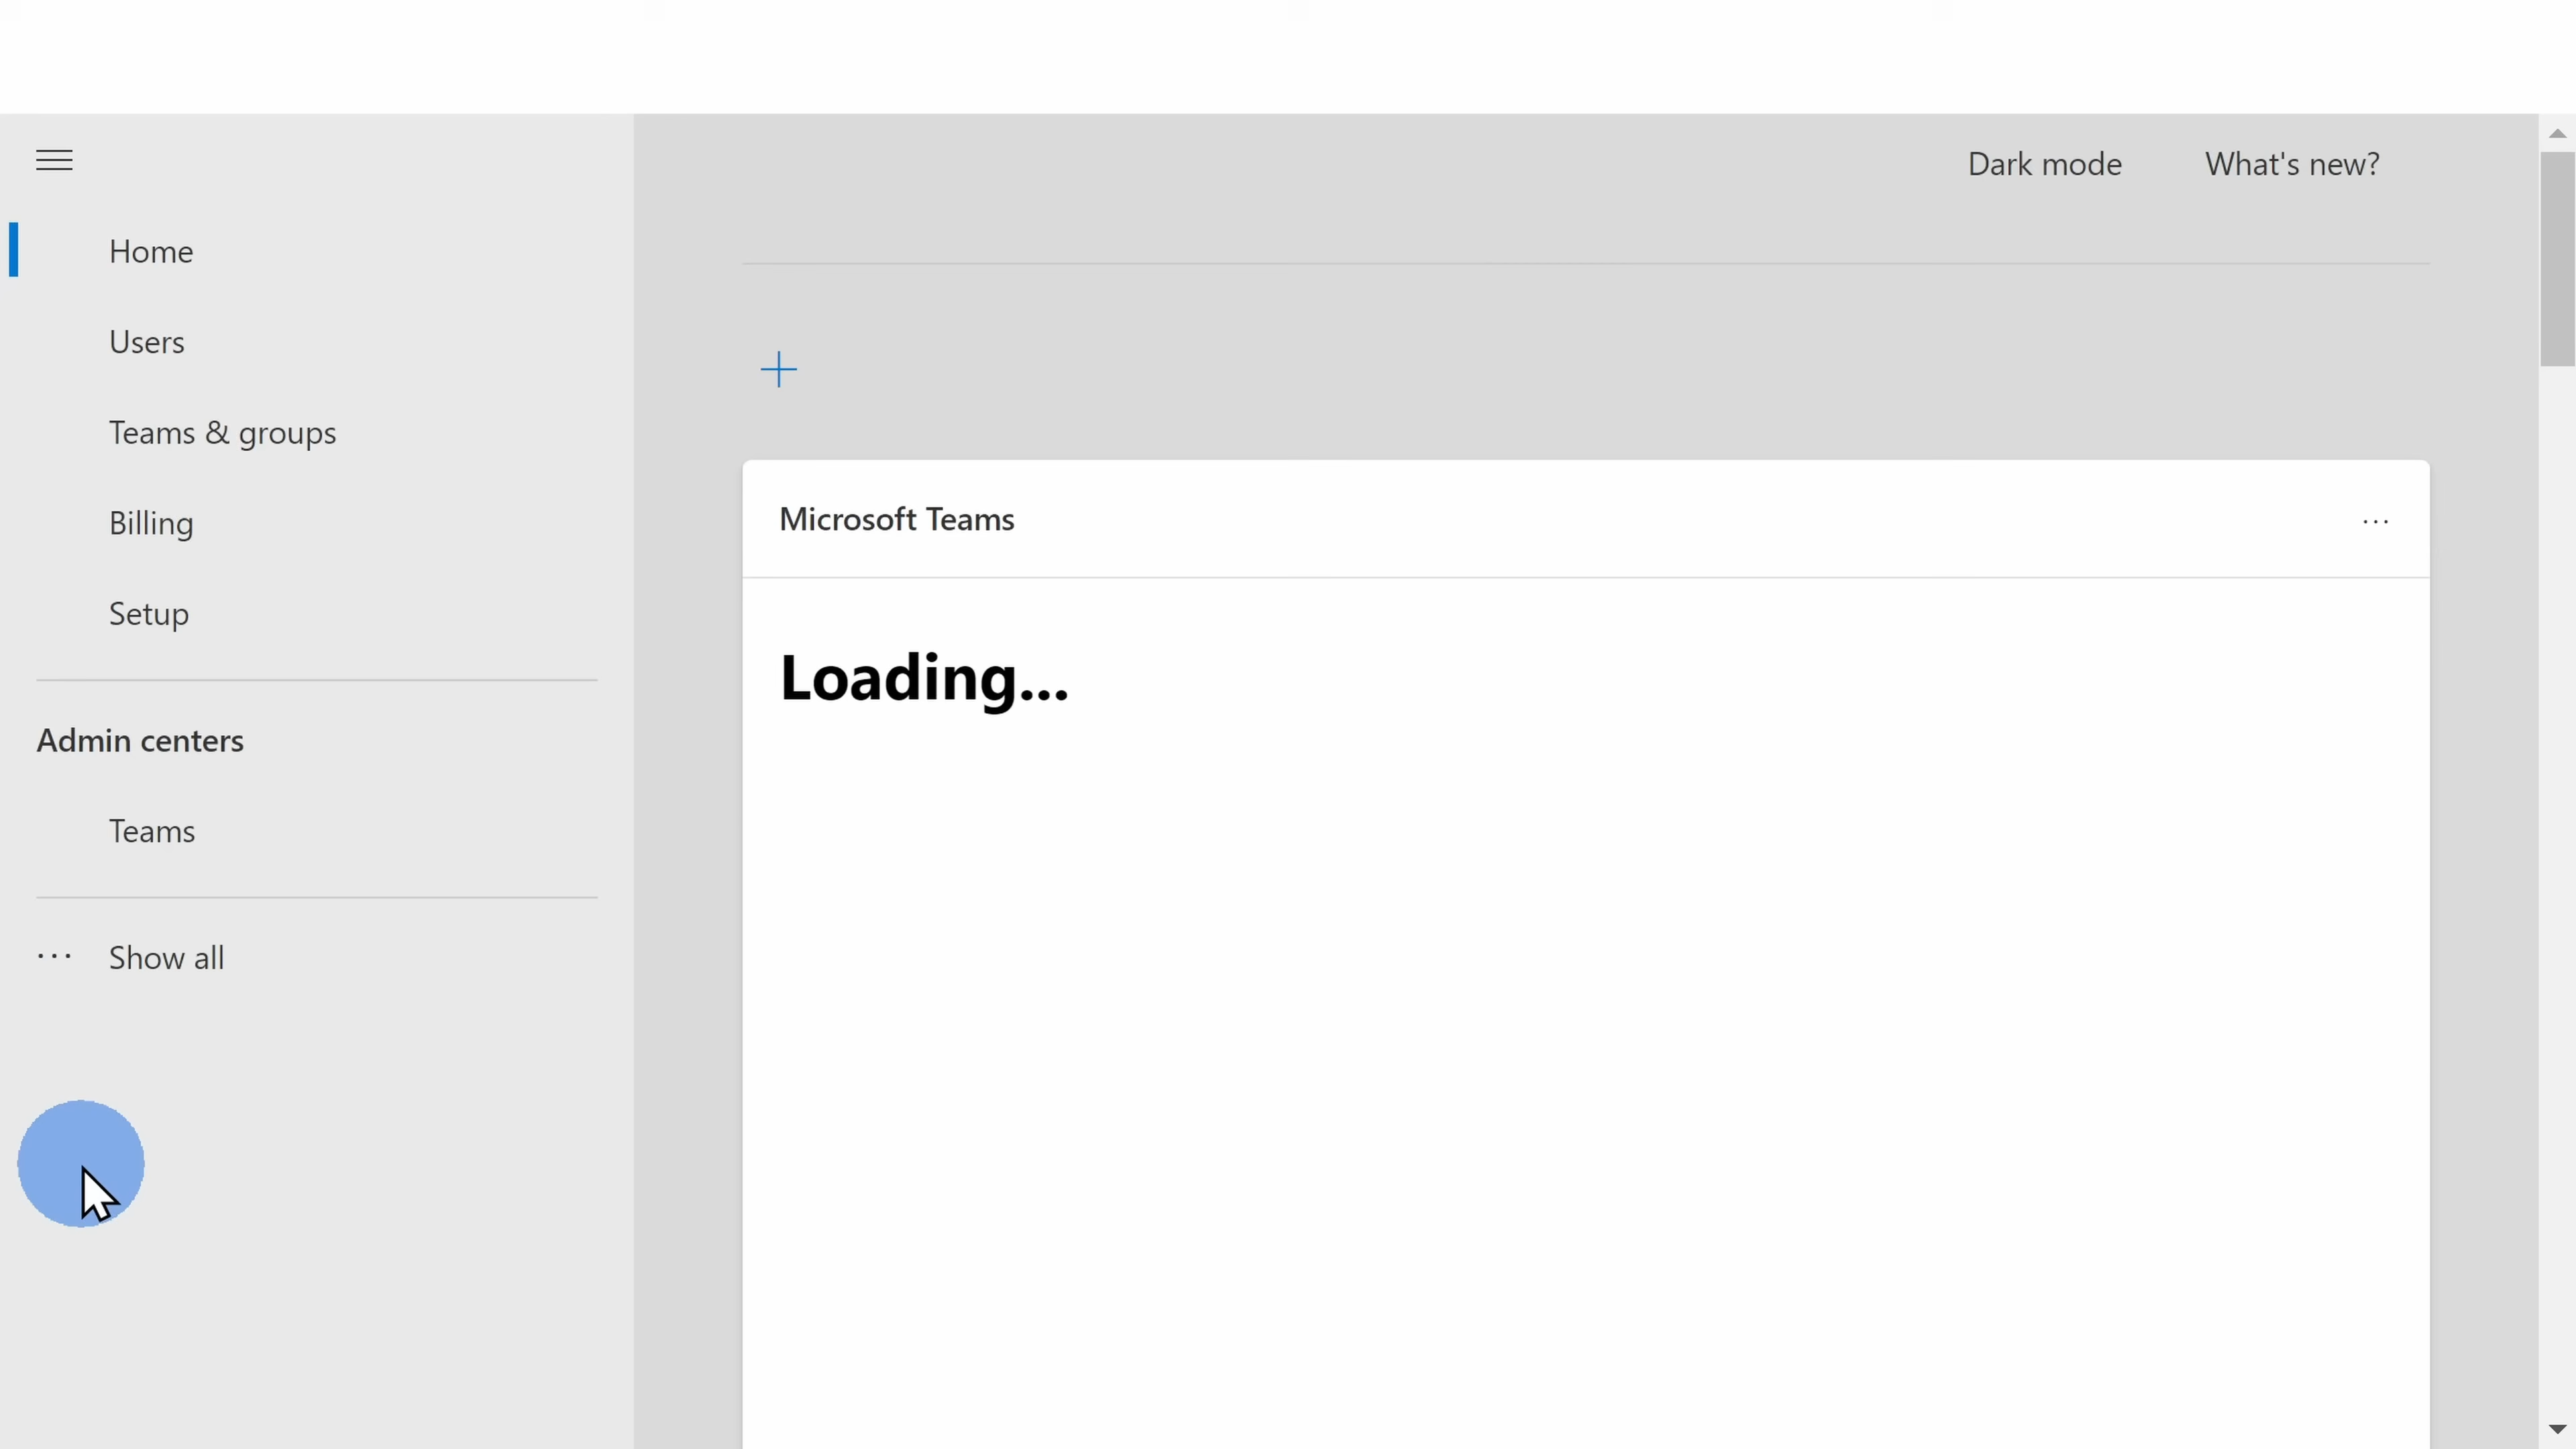 Dark mode
What's new?
Home
Users
Teams & groups
Billing
Setup
Admin centers
Teams
··· Show all
Microsoft Teams
···
Loading...